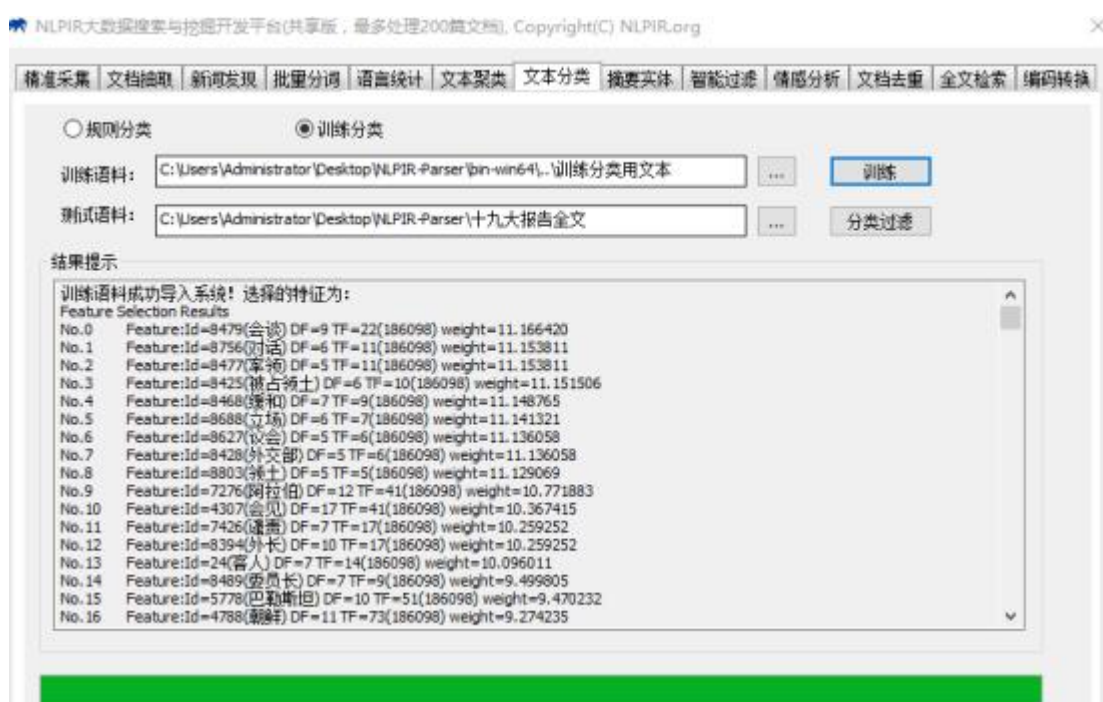 NLPIR大数据搜索与挖掘开发平台(共享版，最多处理200篇文档), Copyright(C) NLPIR.org
精准采集 文档抽取 新词发现 批量分词 语言统计 文本聚类 文本分类 摘要实体 智能过滤 情感分析 文档去重 全文检索 编码转换
规则分类 训练分类
训练语料： C:\Users\Administrator\Desktop\NLPIR-Parser\bin-win64\..\训练分类用文本 ... 训练
测试语料： C:\Users\Administrator\Desktop\NLPIR-Parser\十九大报告全文 ... 分类过滤
结果提示
训练语料成功导入系统！选择的特征为：
Feature Selection Results
No.0 Feature:Id=8479(会谈) DF=9 TF=22(186098) weight=11.166420
No.1 Feature:Id=8756(对话) DF=6 TF=11(186098) weight=11.153811
No.2 Feature:Id=8477(率领) DF=5 TF=11(186098) weight=11.153811
No.3 Feature:Id=8425(被占领土) DF=6 TF=10(186098) weight=11.151506
No.4 Feature:Id=8468(缓和) DF=7 TF=9(186098) weight=11.148765
No.5 Feature:Id=8688(立场) DF=6 TF=7(186098) weight=11.141321
No.6 Feature:Id=8627(议会) DF=5 TF=6(186098) weight=11.136058
No.7 Feature:Id=8428(外交部) DF=5 TF=6(186098) weight=11.136058
No.8 Feature:Id=8803(领土) DF=5 TF=5(186098) weight=11.129069
No.9 Feature:Id=7276(阿拉伯) DF=12 TF=41(186098) weight=10.771883
No.10 Feature:Id=4307(会见) DF=17 TF=41(186098) weight=10.367415
No.11 Feature:Id=7426(谴责) DF=7 TF=17(186098) weight=10.259252
No.12 Feature:Id=8394(外长) DF=10 TF=17(186098) weight=10.259252
No.13 Feature:Id=24(客人) DF=7 TF=14(186098) weight=10.096011
No.14 Feature:Id=8489(委员长) DF=7 TF=9(186098) weight=9.499805
No.15 Feature:Id=5778(巴勒斯坦) DF=10 TF=51(186098) weight=9.470232
No.16 Feature:Id=4788(朝鲜) DF=11 TF=73(186098) weight=9.274235